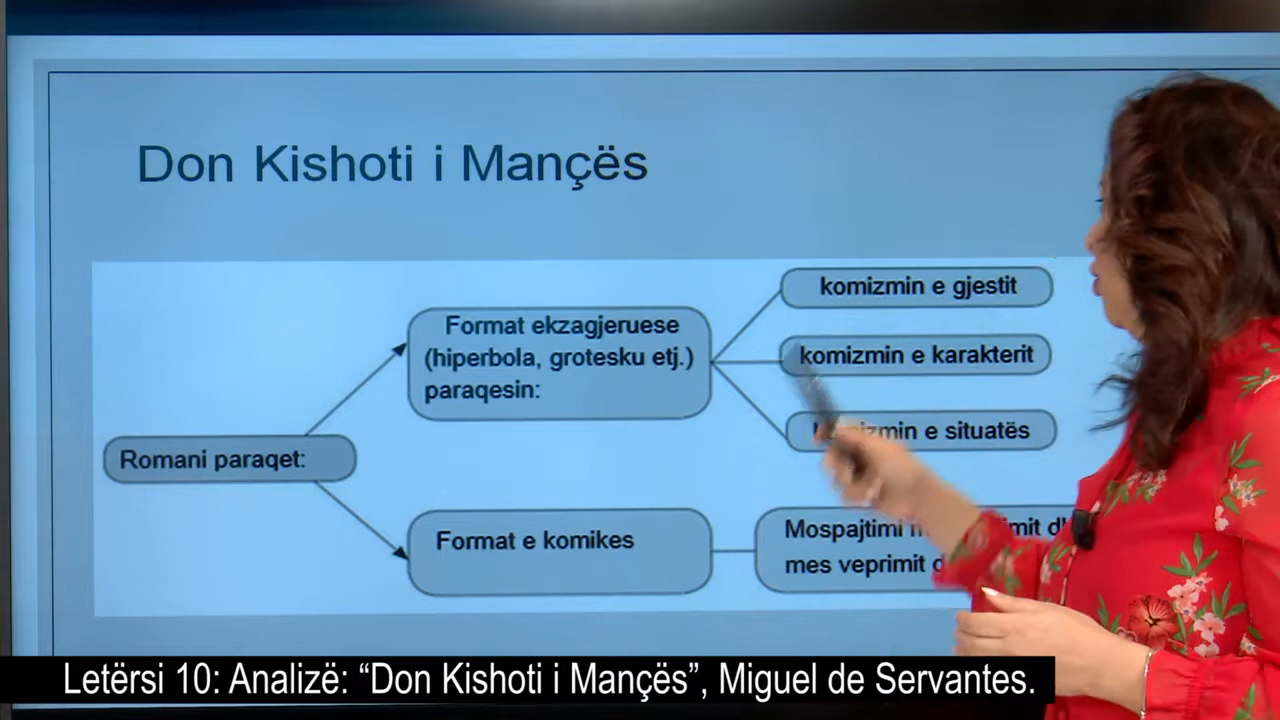 Don Kishoti i Mançës
Format ekzagjeruese
(hiperbola, grotesku etj.)
paraqesin:
komizmin e gjestit
komizmin e karakterit
e situatës
Romani paraqet:
Format e komikes
Mospajtimi
mes veprimit
Letërsi 10: Analizë: “Don Kishoti i Mançës”, Miguel de Servantes.